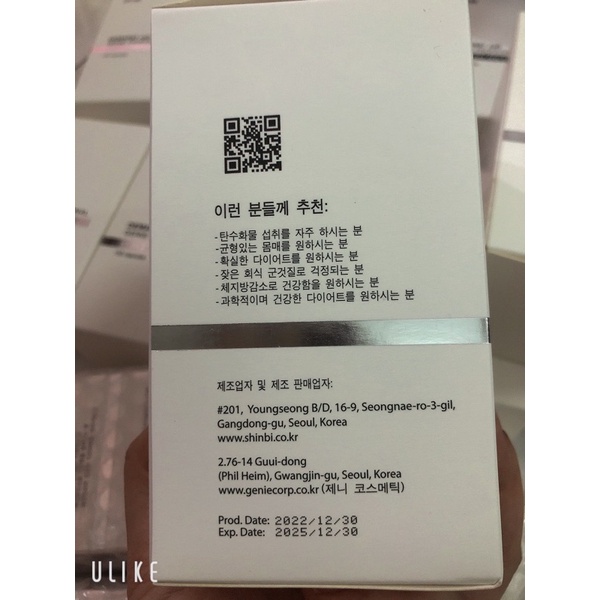 이런 분들께 추천:
-탄수화물 섭취를 자주 하시는 분
-균형있는 몸매를 원하시는 분
-확실한 다이어트를 원하시는 분
-잦은 회식 군것질로 걱정되는 분
-체지방감소로 건강함을 원하시는 분
-과학적이며 건강한 다이어트를 원하시는 분
제조업자 및 제조 판매업자:
#201, Youngseong B/D, 16-9, Seongnae-ro-3-gil,
Gangdong-gu, Seoul, Korea
www.shinbi.co.kr
2.76-14 Guui-dong
(Phil Heim), Gwangjin-gu, Seoul, Korea
www.geniecorp.co.kr (제니 코스메틱)
Prod. Date: 2022/12/30
Exp. Date: 2025/12/30
ULIKE